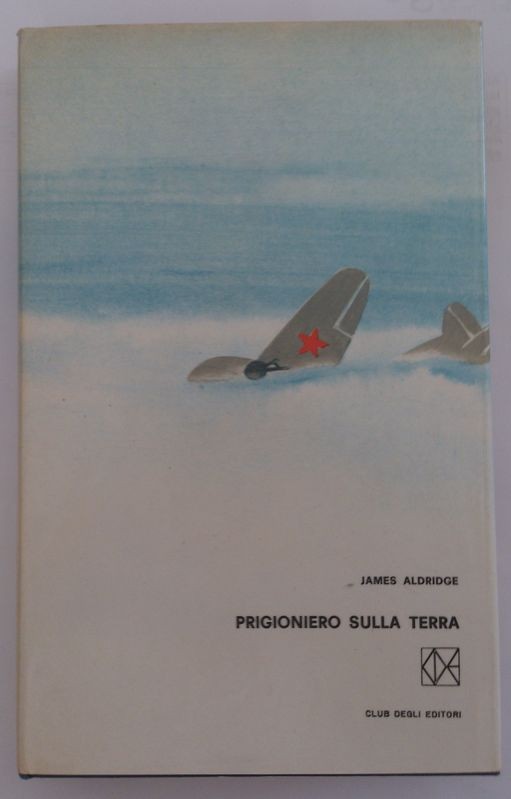 JAMES ALDRIDGE
PRIGIONIERO SULLA TERRA
CLUB DEGLI EDITORI